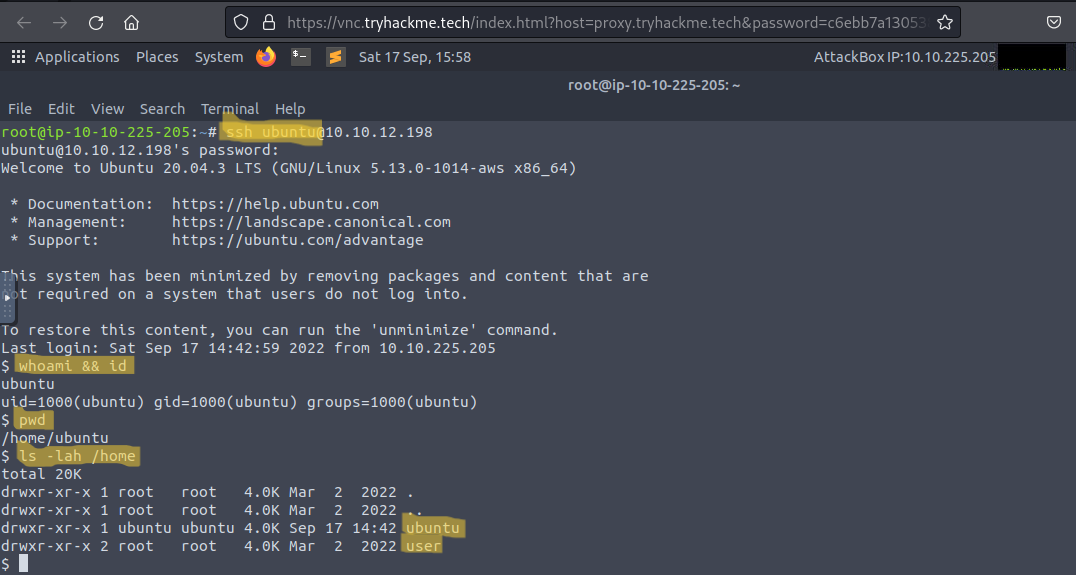 https://vnc.tryhackme.tech/index.html?host=proxy.tryhackme.tech&password=c6ebb7a13053
Applications Places System Sat 17 Sep, 15:58 AttackBox IP:10.10.225.205
root@ip-10-10-225-205: ~
File Edit View Search Terminal Help
root@ip-10-10-225-205:~# ssh ubuntu@10.10.12.198
ubuntu@10.10.12.198's password:
Welcome to Ubuntu 20.04.3 LTS (GNU/Linux 5.13.0-1014-aws x86_64)
* Documentation: https://help.ubuntu.com
* Management: https://landscape.canonical.com
* Support: https://ubuntu.com/advantage
This system has been minimized by removing packages and content that are
not required on a system that users do not log into.
To restore this content, you can run the 'unminimize' command.
Last login: Sat Sep 17 14:42:59 2022 from 10.10.225.205
$ whoami && id
ubuntu
uid=1000(ubuntu) gid=1000(ubuntu) groups=1000(ubuntu)
$ pwd
/home/ubuntu
$ ls -lah /home
total 20K
drwxr-xr-x 1 root root 4.0K Mar 2 2022 .
drwxr-xr-x 1 root root 4.0K Mar 2 2022 ..
drwxr-xr-x 1 ubuntu ubuntu 4.0K Sep 17 14:42 ubuntu
drwxr-xr-x 2 root root 4.0K Mar 2 2022 user
$